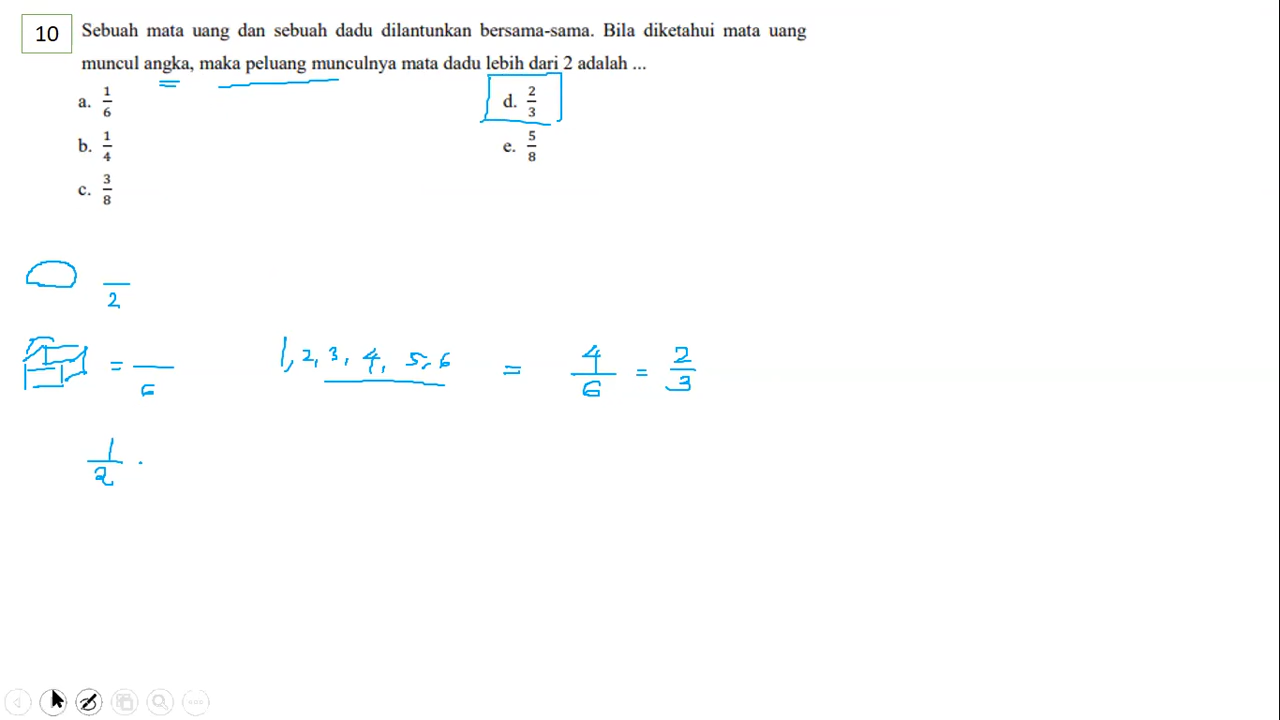 10 Sebuah mata uang dan sebuah dadu dilantunkan bersama-sama. Bila diketahui mata uang
muncul angka, maka peluang munculnya mata dadu lebih dari 2 adalah ...
a. 1/6
d. 2/3
b. 1/4
e. 5/8
c. 3/8
/2
= /6 1, 2, 3, 4, 5, 6 = 4/6 = 2/3
1/2 .